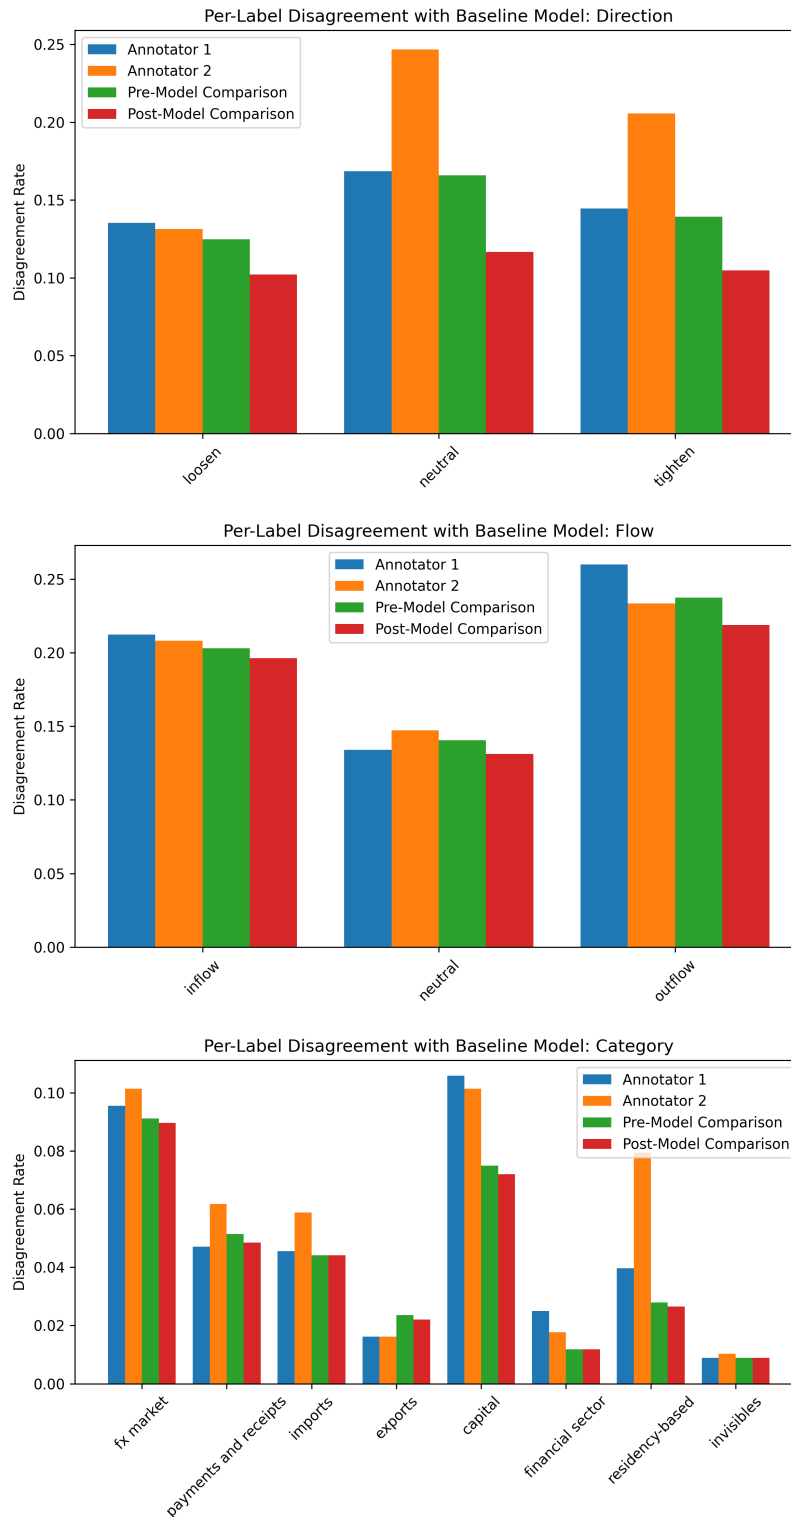 Per-Label Disagreement with Baseline Model: Direction
Annotator 1
Annotator 2
Pre-Model Comparison
Post-Model Comparison
Disagreement Rate
0.25
0.20
0.15
0.10
0.05
0.00
loosen
neutral
tighten
Per-Label Disagreement with Baseline Model: Flow
Annotator 1
Annotator 2
Pre-Model Comparison
Post-Model Comparison
Disagreement Rate
0.25
0.20
0.15
0.10
0.05
0.00
inflow
neutral
outflow
Per-Label Disagreement with Baseline Model: Category
Annotator 1
Annotator 2
Pre-Model Comparison
Post-Model Comparison
Disagreement Rate
0.10
0.08
0.06
0.04
0.02
0.00
fx market
payments and receipts
imports
exports
capital
financial sector
residency-based
invisibles